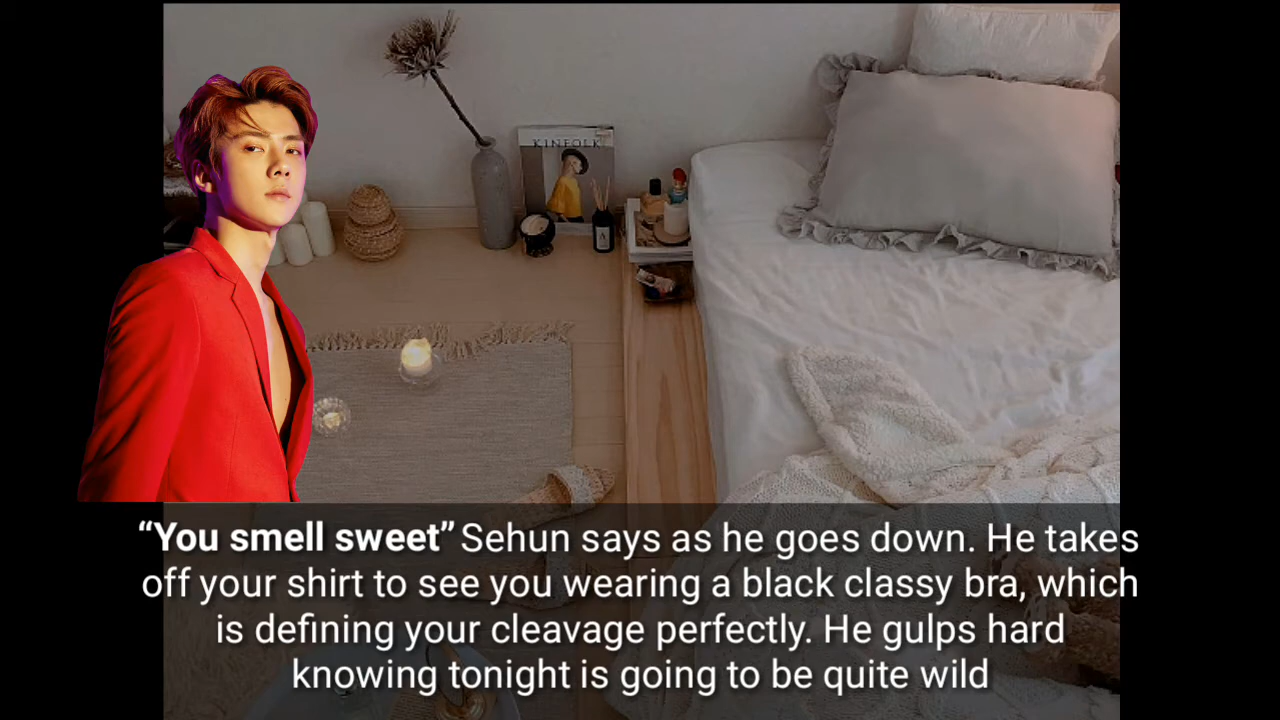 KINFOLK
“You smell sweet” Sehun says as he goes down. He takes
off your shirt to see you wearing a black classy bra, which
is defining your cleavage perfectly. He gulps hard
knowing tonight is going to be quite wild